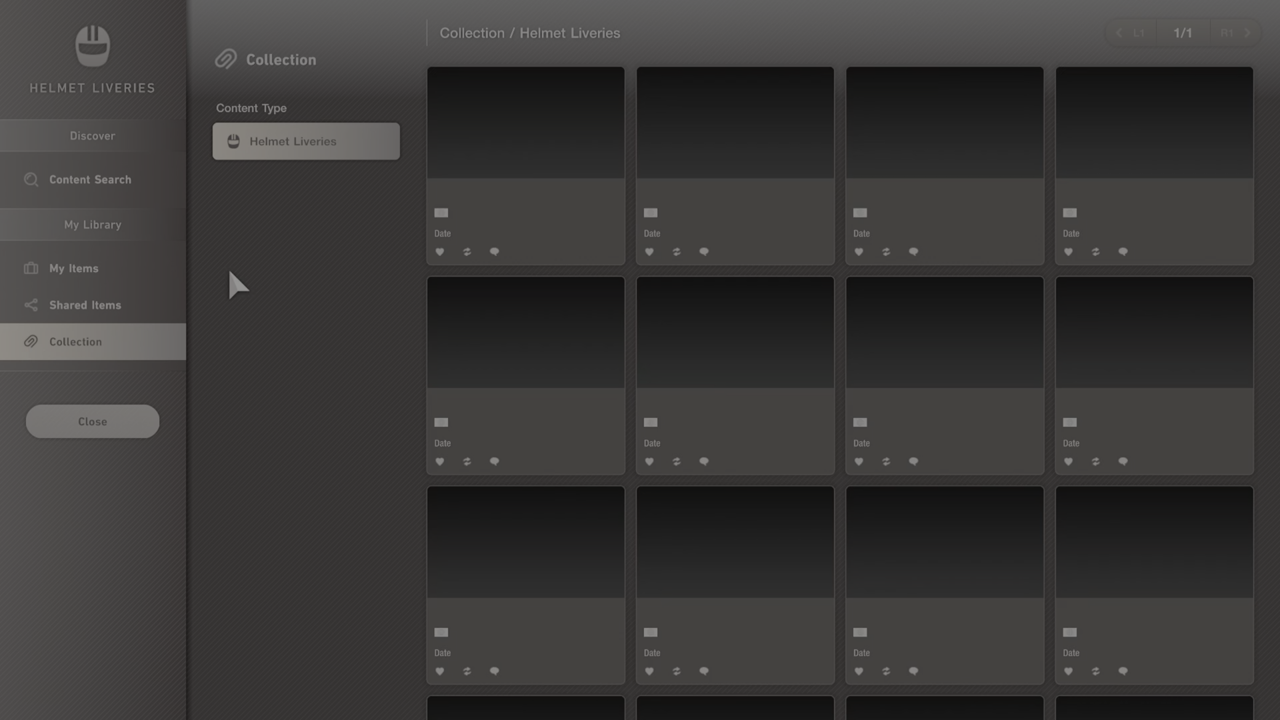 HELMET LIVERIES
Discover
Content Search
My Library
My Items
Shared Items
Collection
Close
Collection
Content Type
Helmet Liveries
Collection / Helmet Liveries
L1 1/1 R1
Date Date Date Date
Date Date Date Date
Date Date Date Date